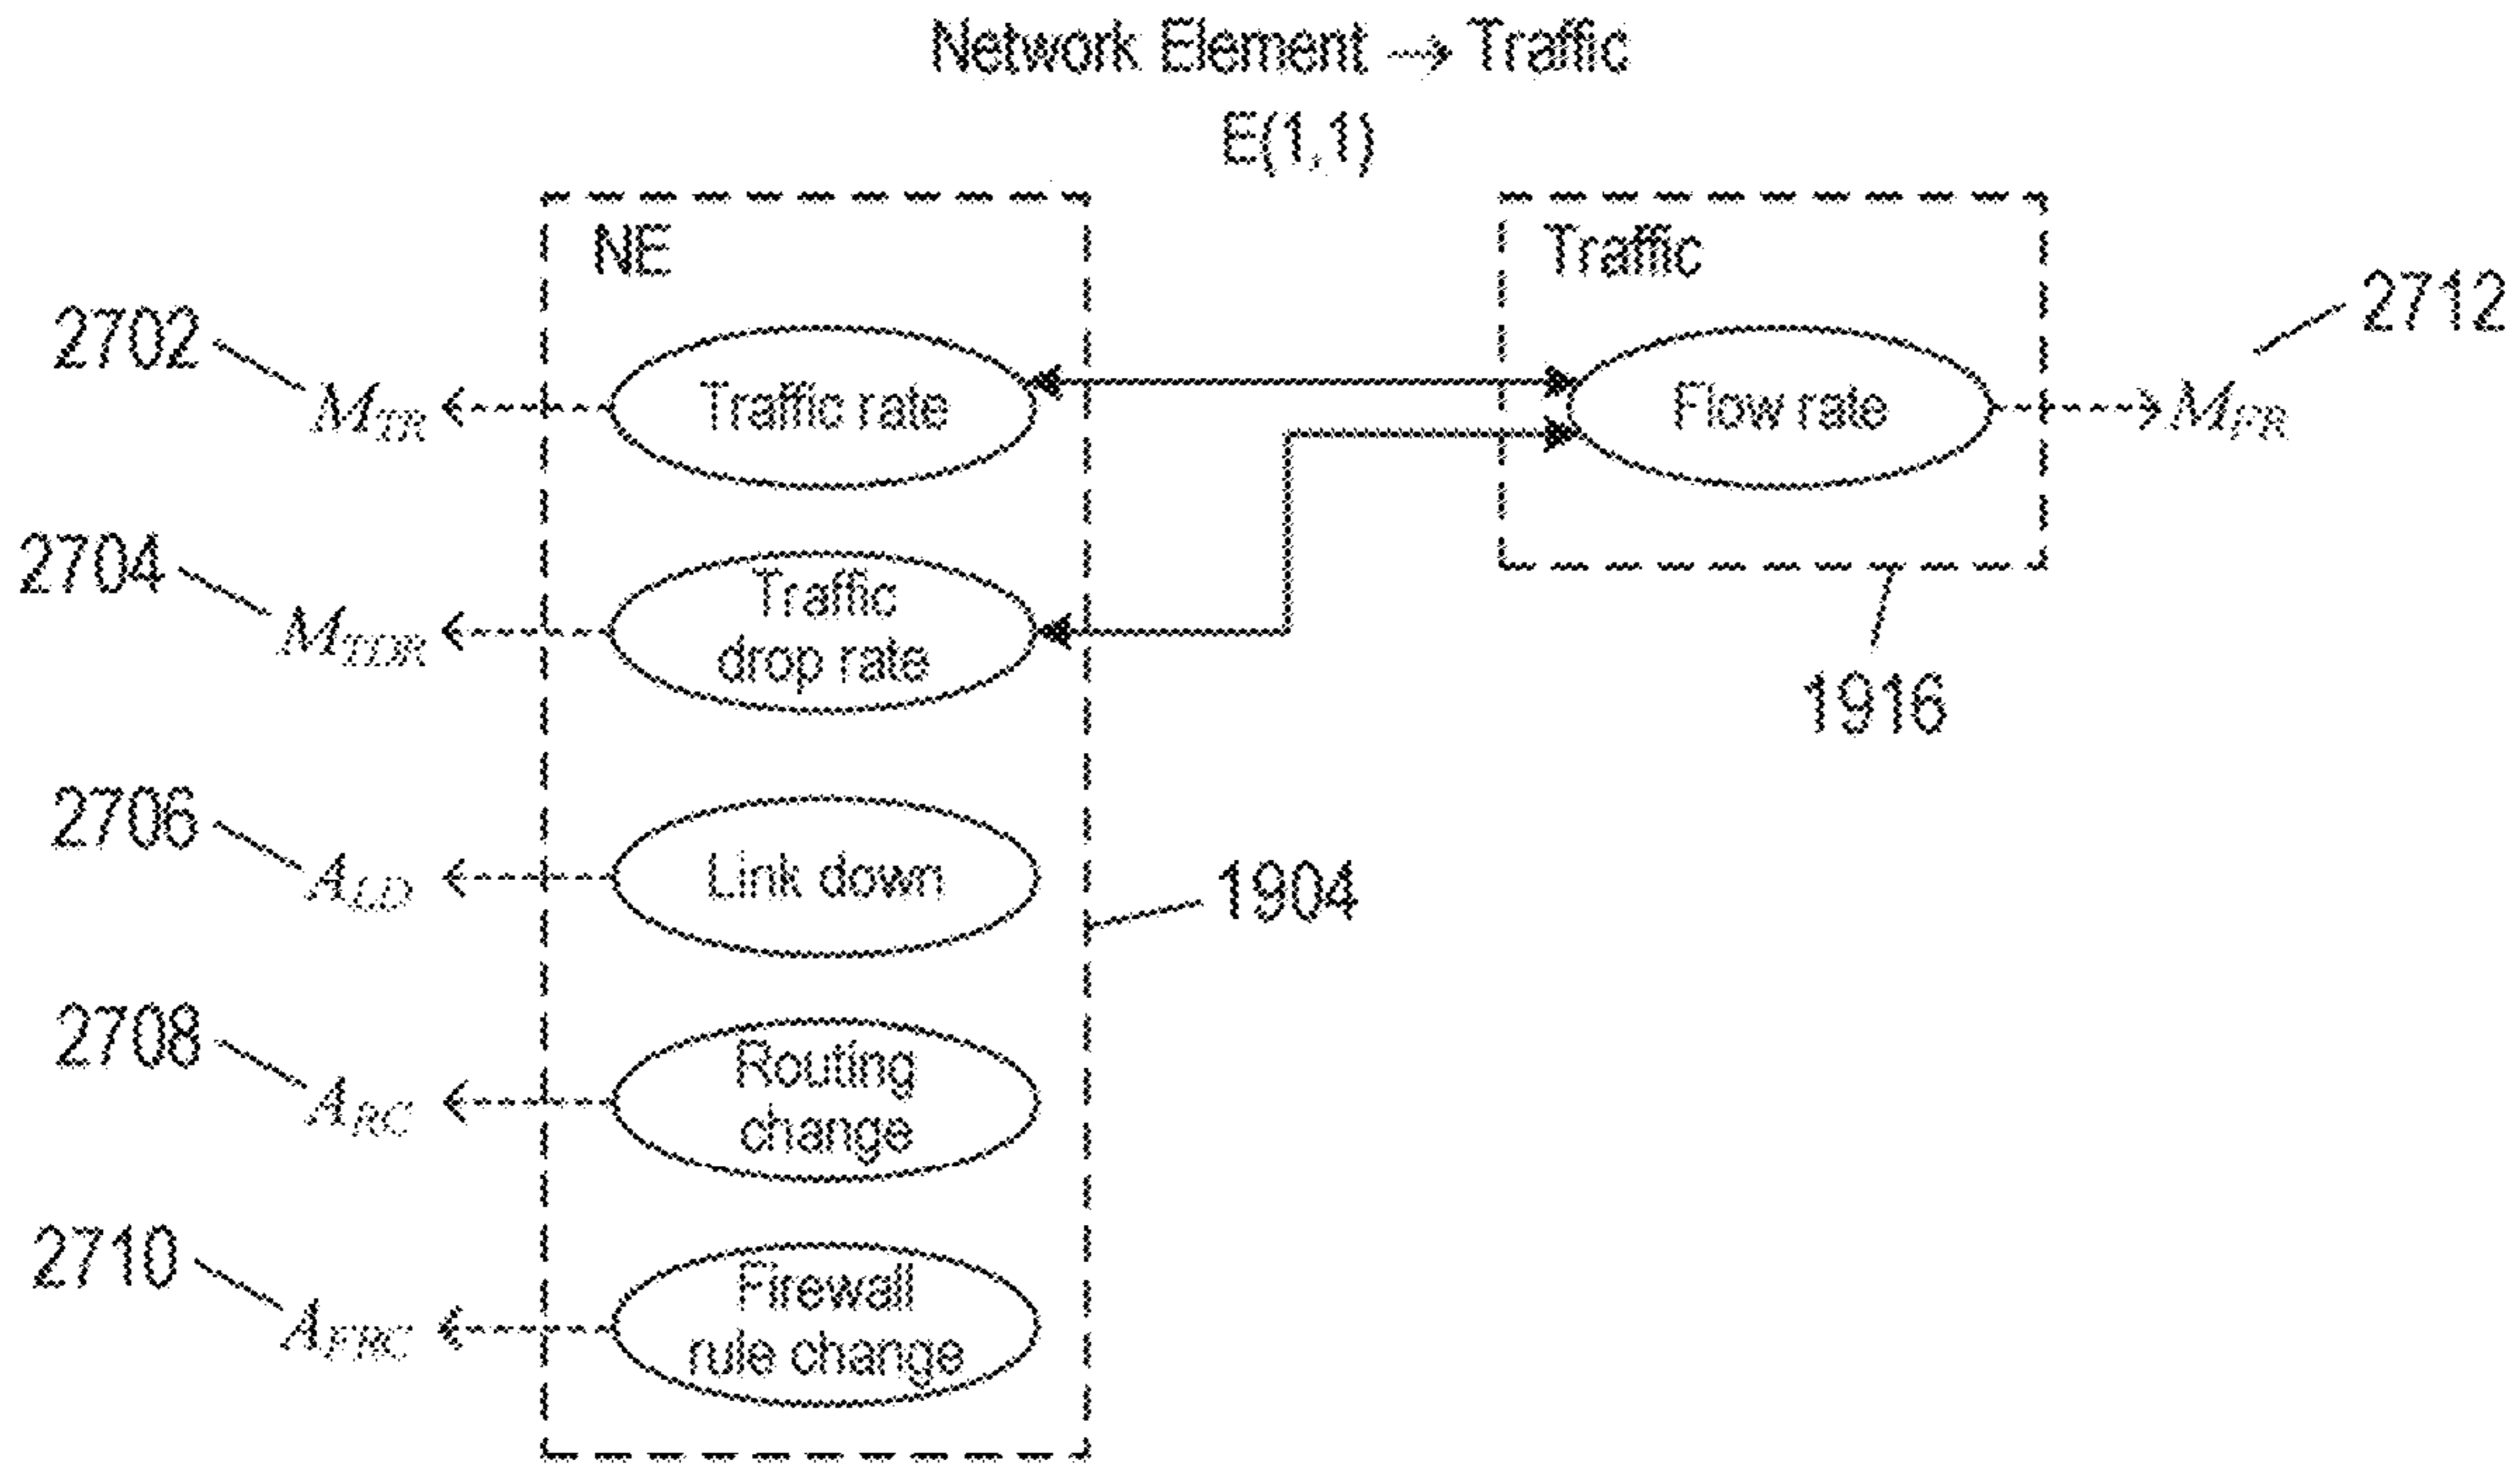 Network Element → Traffic
E(1,1)
NE
Traffic
2702
2712
M_TR
Traffic rate
Flow rate
M_FR
2704
M_TDR
Traffic
drop rate
1916
2706
A_LD
Link down
1904
2708
A_RC
Routing
change
2710
Firewall
rule change